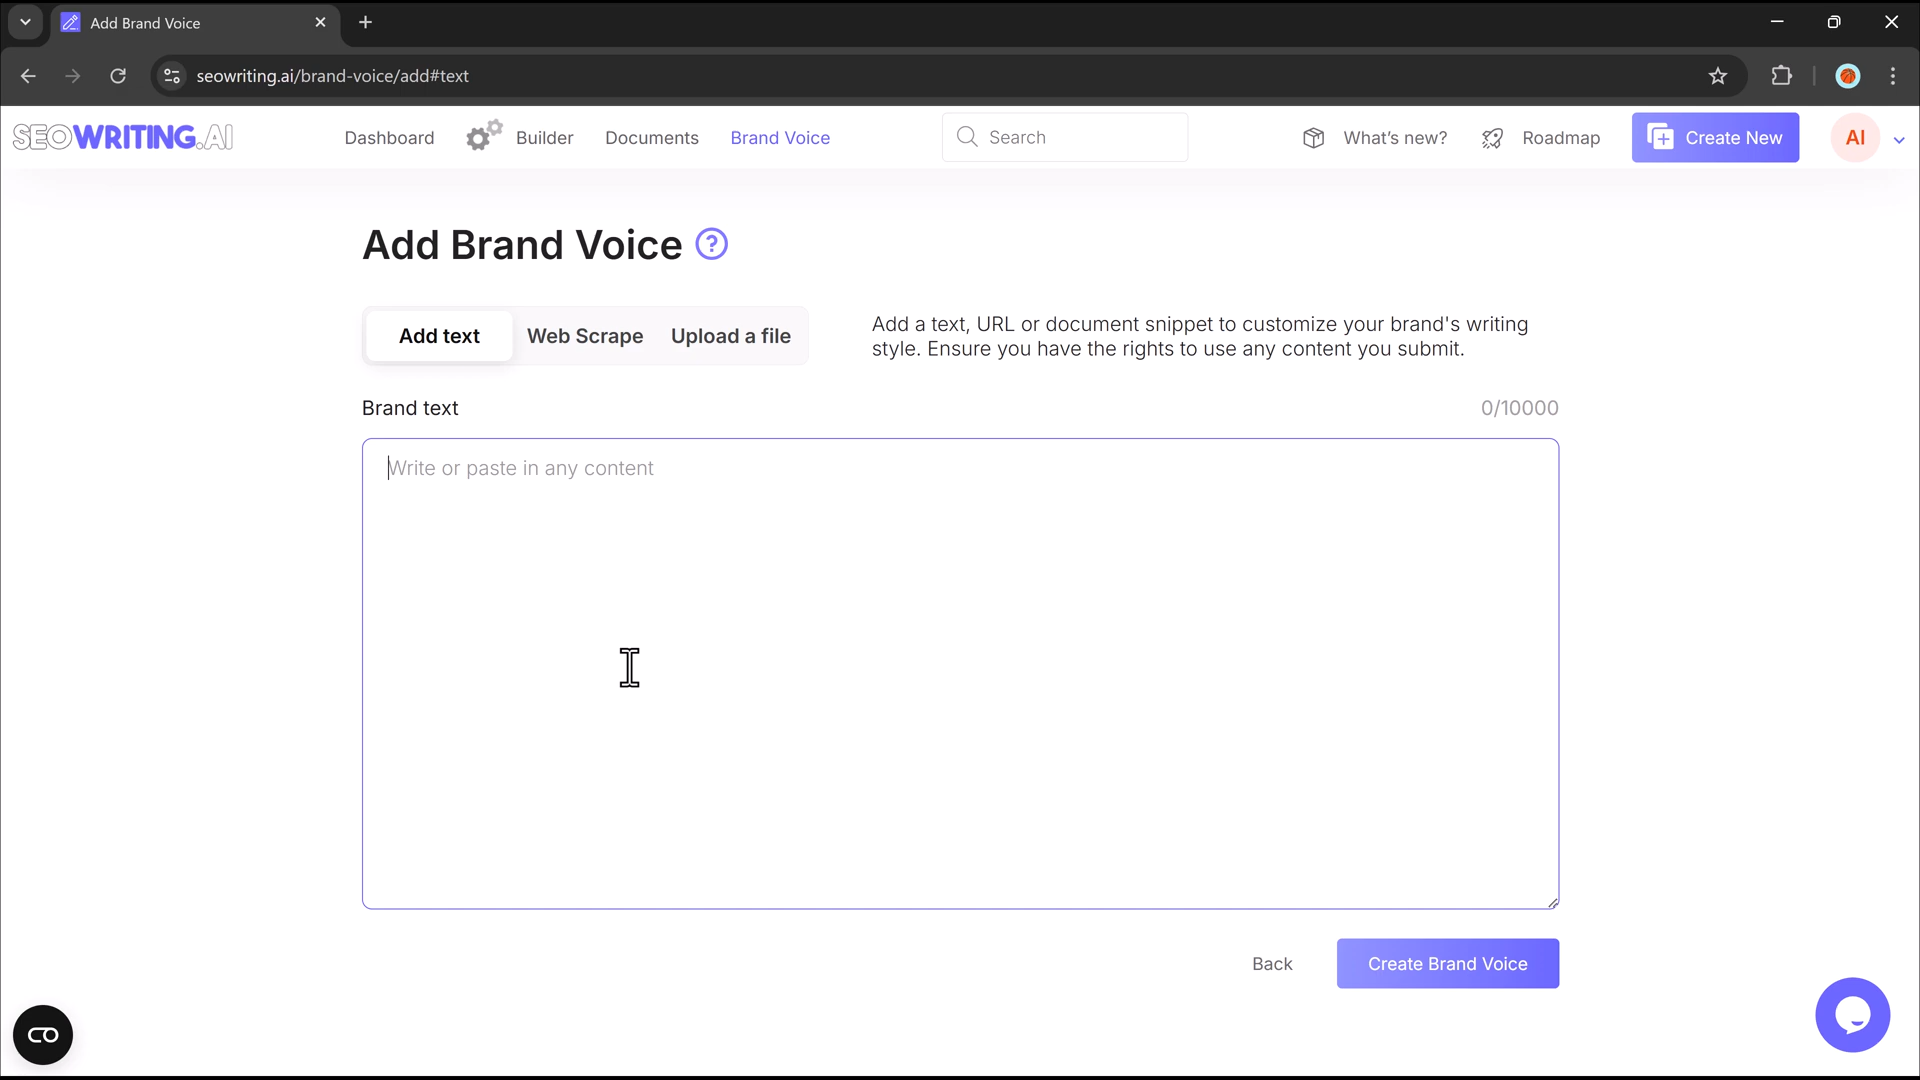 Add Brand Voice
seowriting.ai/brand-voice/add#text
SEOWRITING.AI
Dashboard
Builder
Documents
Brand Voice
Search
What's new?
Roadmap
Create New
AI
Add Brand Voice ?
Add text
Web Scrape
Upload a file
Add a text, URL or document snippet to customize your brand's writing
style. Ensure you have the rights to use any content you submit.
Brand text
0/10000
Write or paste in any content
Back
Create Brand Voice